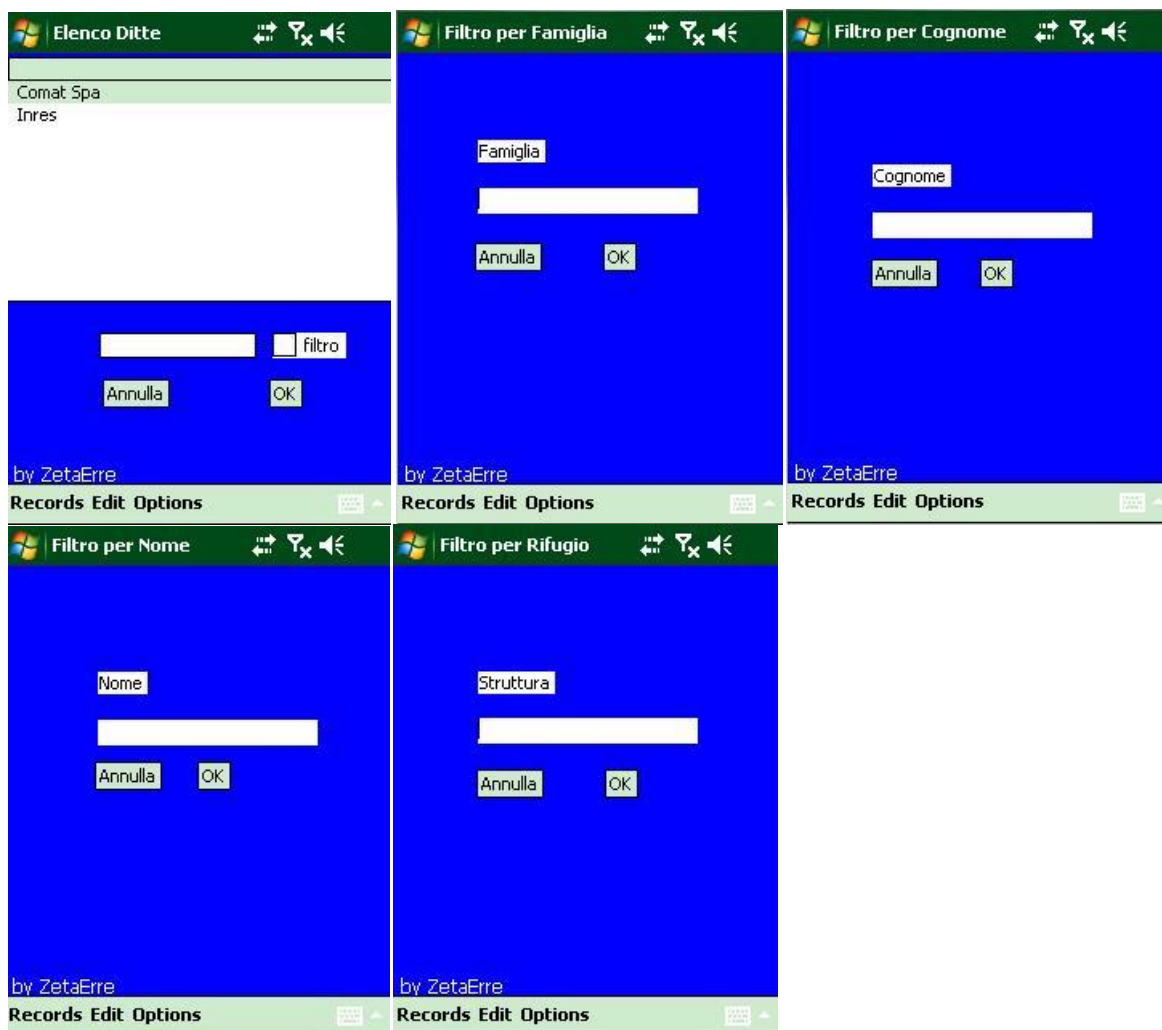 Elenco Ditte
Comat Spa
Inres
filtro
Annulla OK
by ZetaErre
Records Edit Options
Filtro per Famiglia
Famiglia
Annulla OK
by ZetaErre
Records Edit Options
Filtro per Cognome
Cognome
Annulla OK
by ZetaErre
Records Edit Options
Filtro per Nome
Nome
Annulla OK
by ZetaErre
Records Edit Options
Filtro per Rifugio
Struttura
Annulla OK
by ZetaErre
Records Edit Options